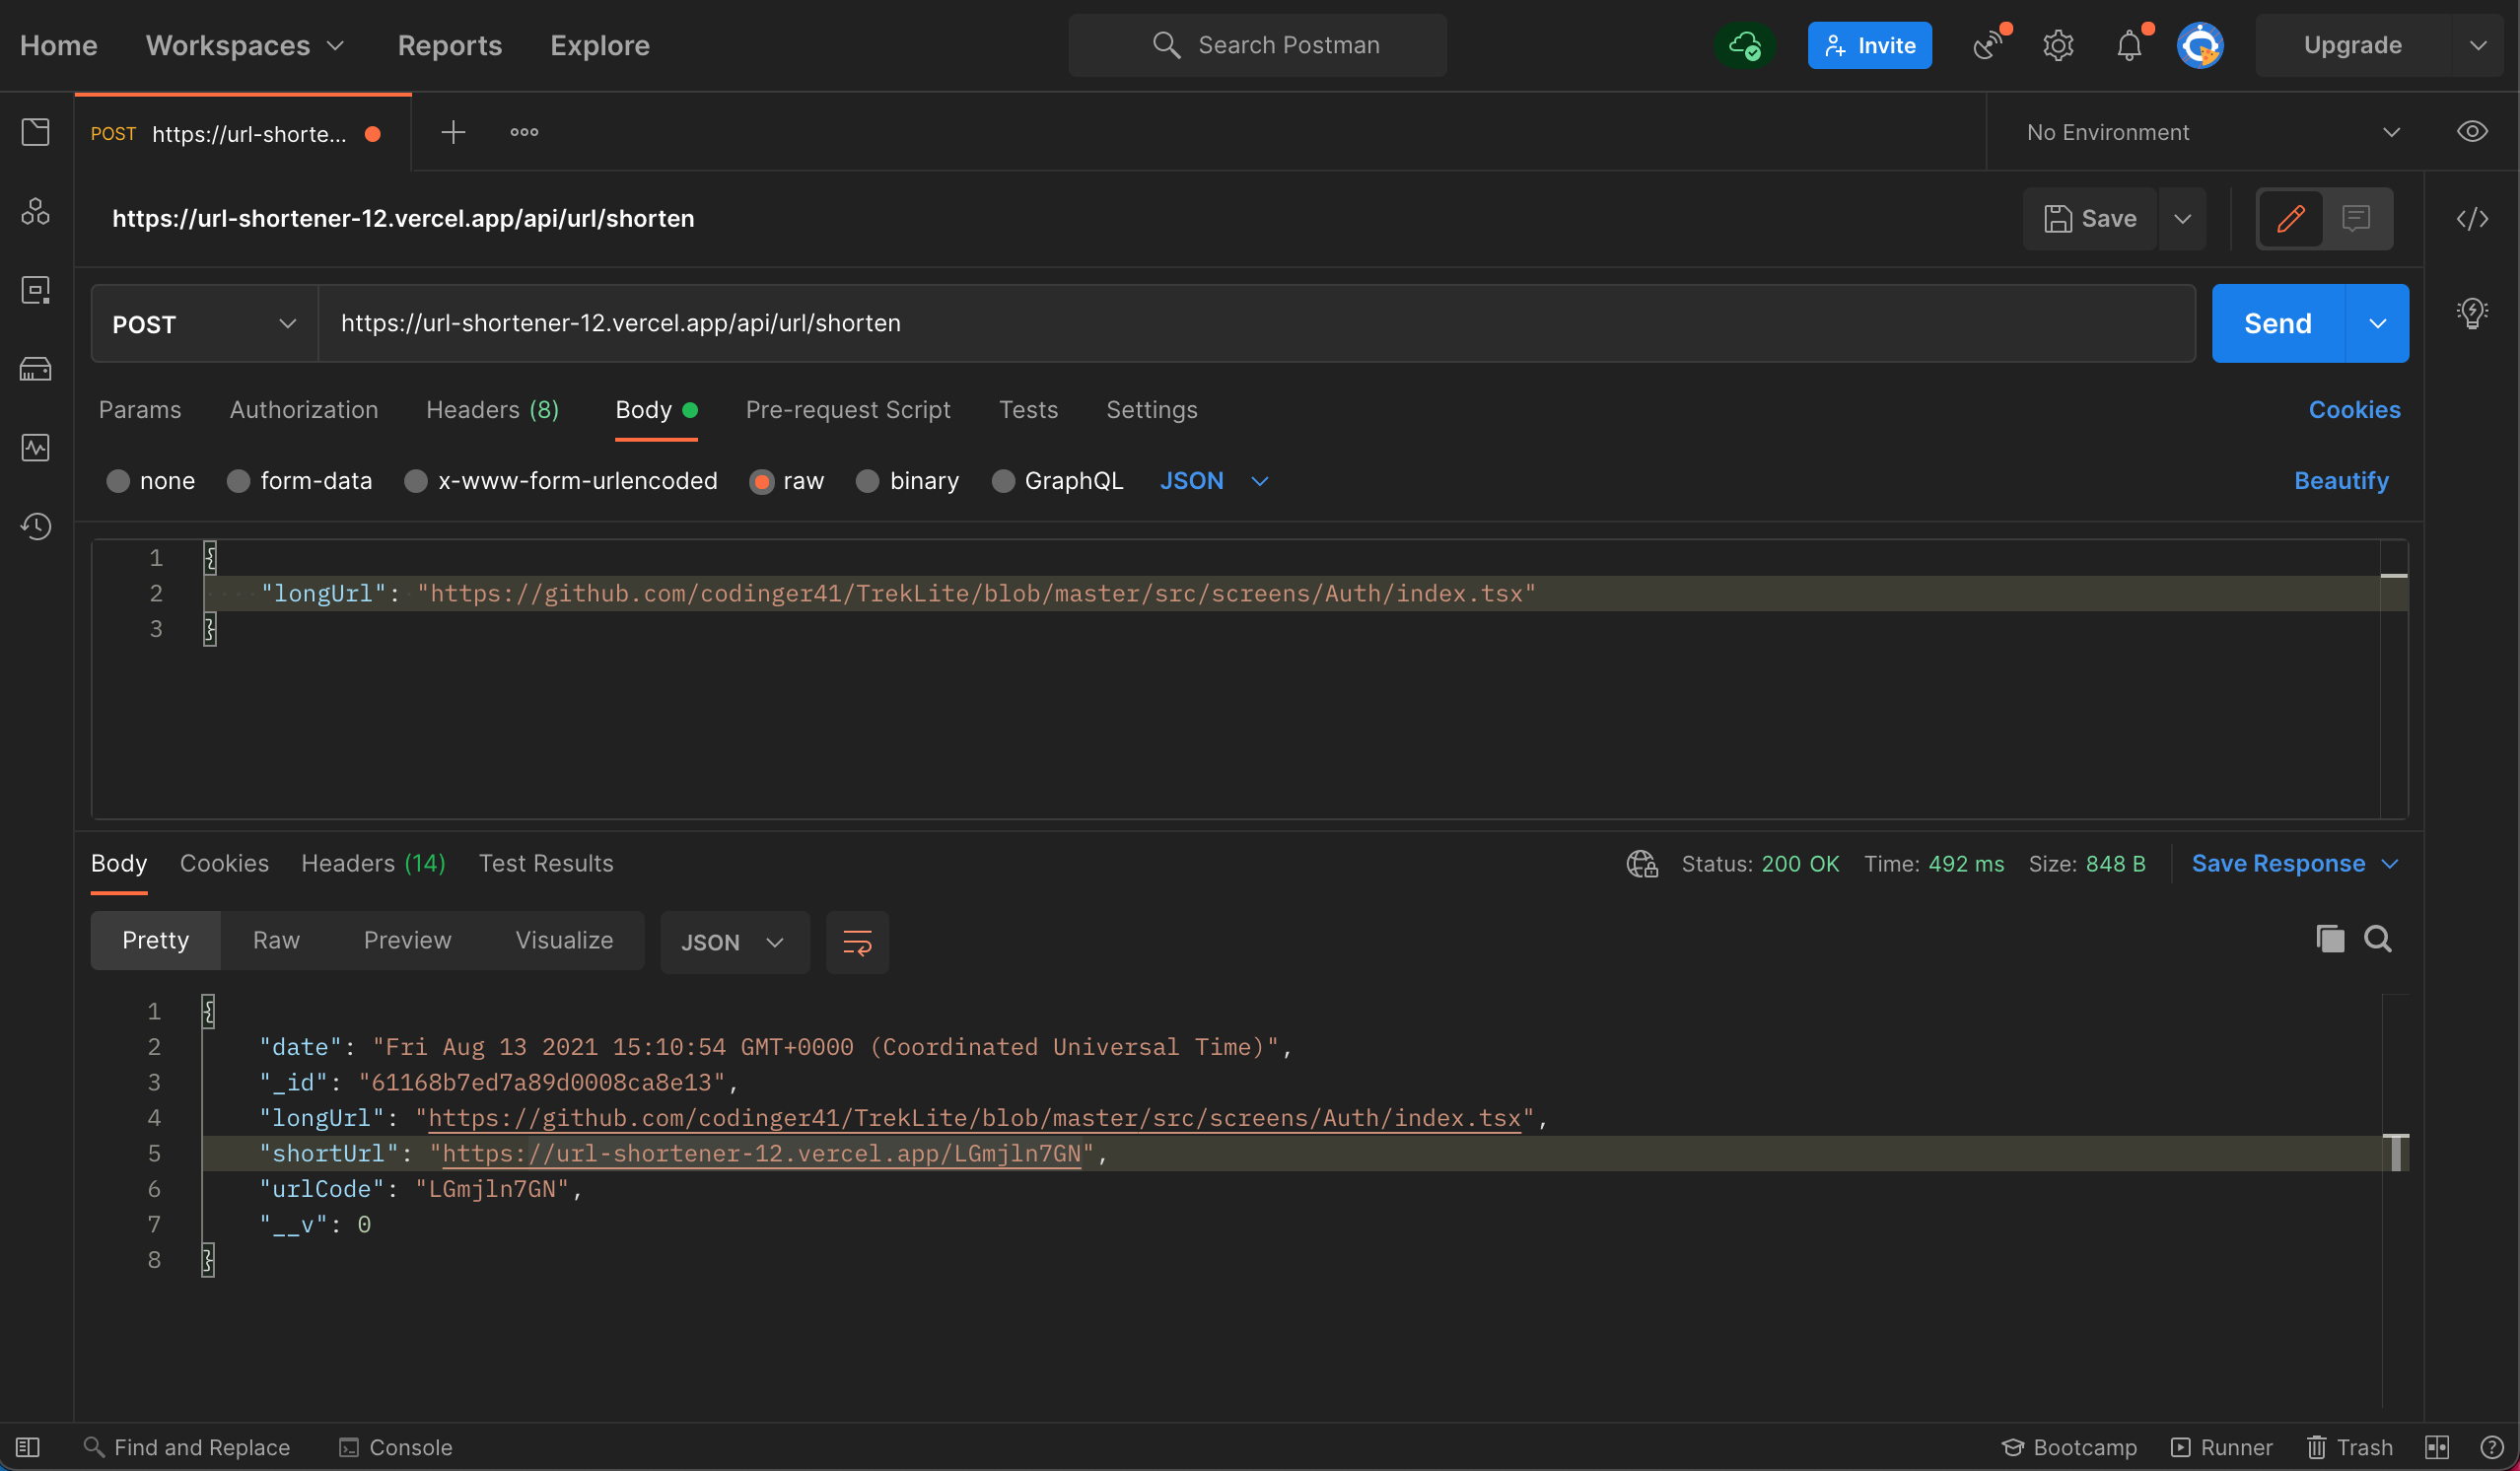 Home Workspaces Reports Explore Search Postman Invite Upgrade
POST https://url-shorte... No Environment
https://url-shortener-12.vercel.app/api/url/shorten Save
POST https://url-shortener-12.vercel.app/api/url/shorten Send
Params Authorization Headers (8) Body Pre-request Script Tests Settings Cookies
none form-data x-www-form-urlencoded raw binary GraphQL JSON Beautify
1 {
2 "longUrl": "https://github.com/codinger41/TrekLite/blob/master/src/screens/Auth/index.tsx"
3 }
Body Cookies Headers (14) Test Results Status: 200 OK Time: 492 ms Size: 848 B Save Response
Pretty Raw Preview Visualize JSON
1 {
2 "date": "Fri Aug 13 2021 15:10:54 GMT+0000 (Coordinated Universal Time)",
3 "_id": "61168b7ed7a89d0008ca8e13",
4 "longUrl": "https://github.com/codinger41/TrekLite/blob/master/src/screens/Auth/index.tsx",
5 "shortUrl": "https://url-shortener-12.vercel.app/LGmjln7GN",
6 "urlCode": "LGmjln7GN",
7 "__v": 0
8 }
Find and Replace Console Bootcamp Runner Trash